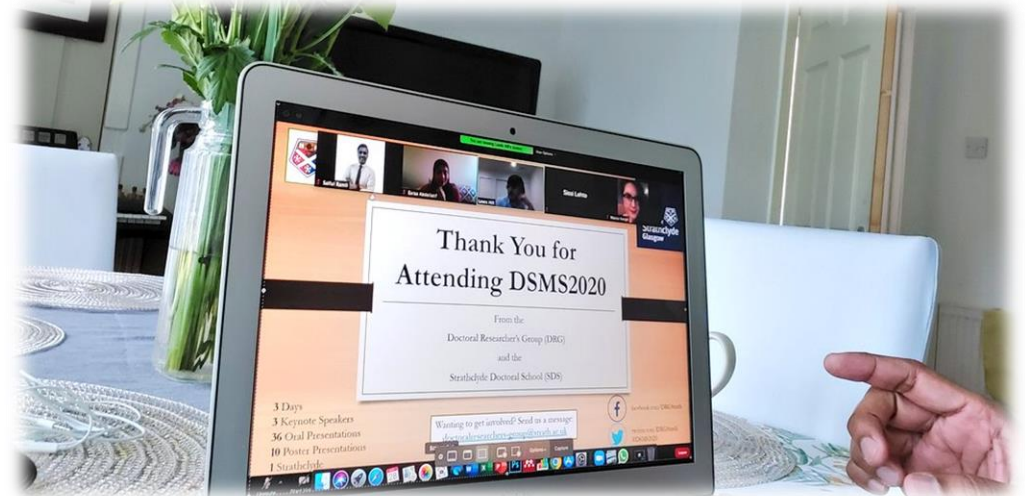 Strathclyde
Glasgow
Thank You for
Attending DSMS2020
From the
Doctoral Researcher's Group (DRG)
and the
Strathclyde Doctoral School (SDS)
3 Days
3 Keynote Speakers
36 Oral Presentations
10 Poster Presentations
1 Strathclyde
Wanting to get involved? Send us a message